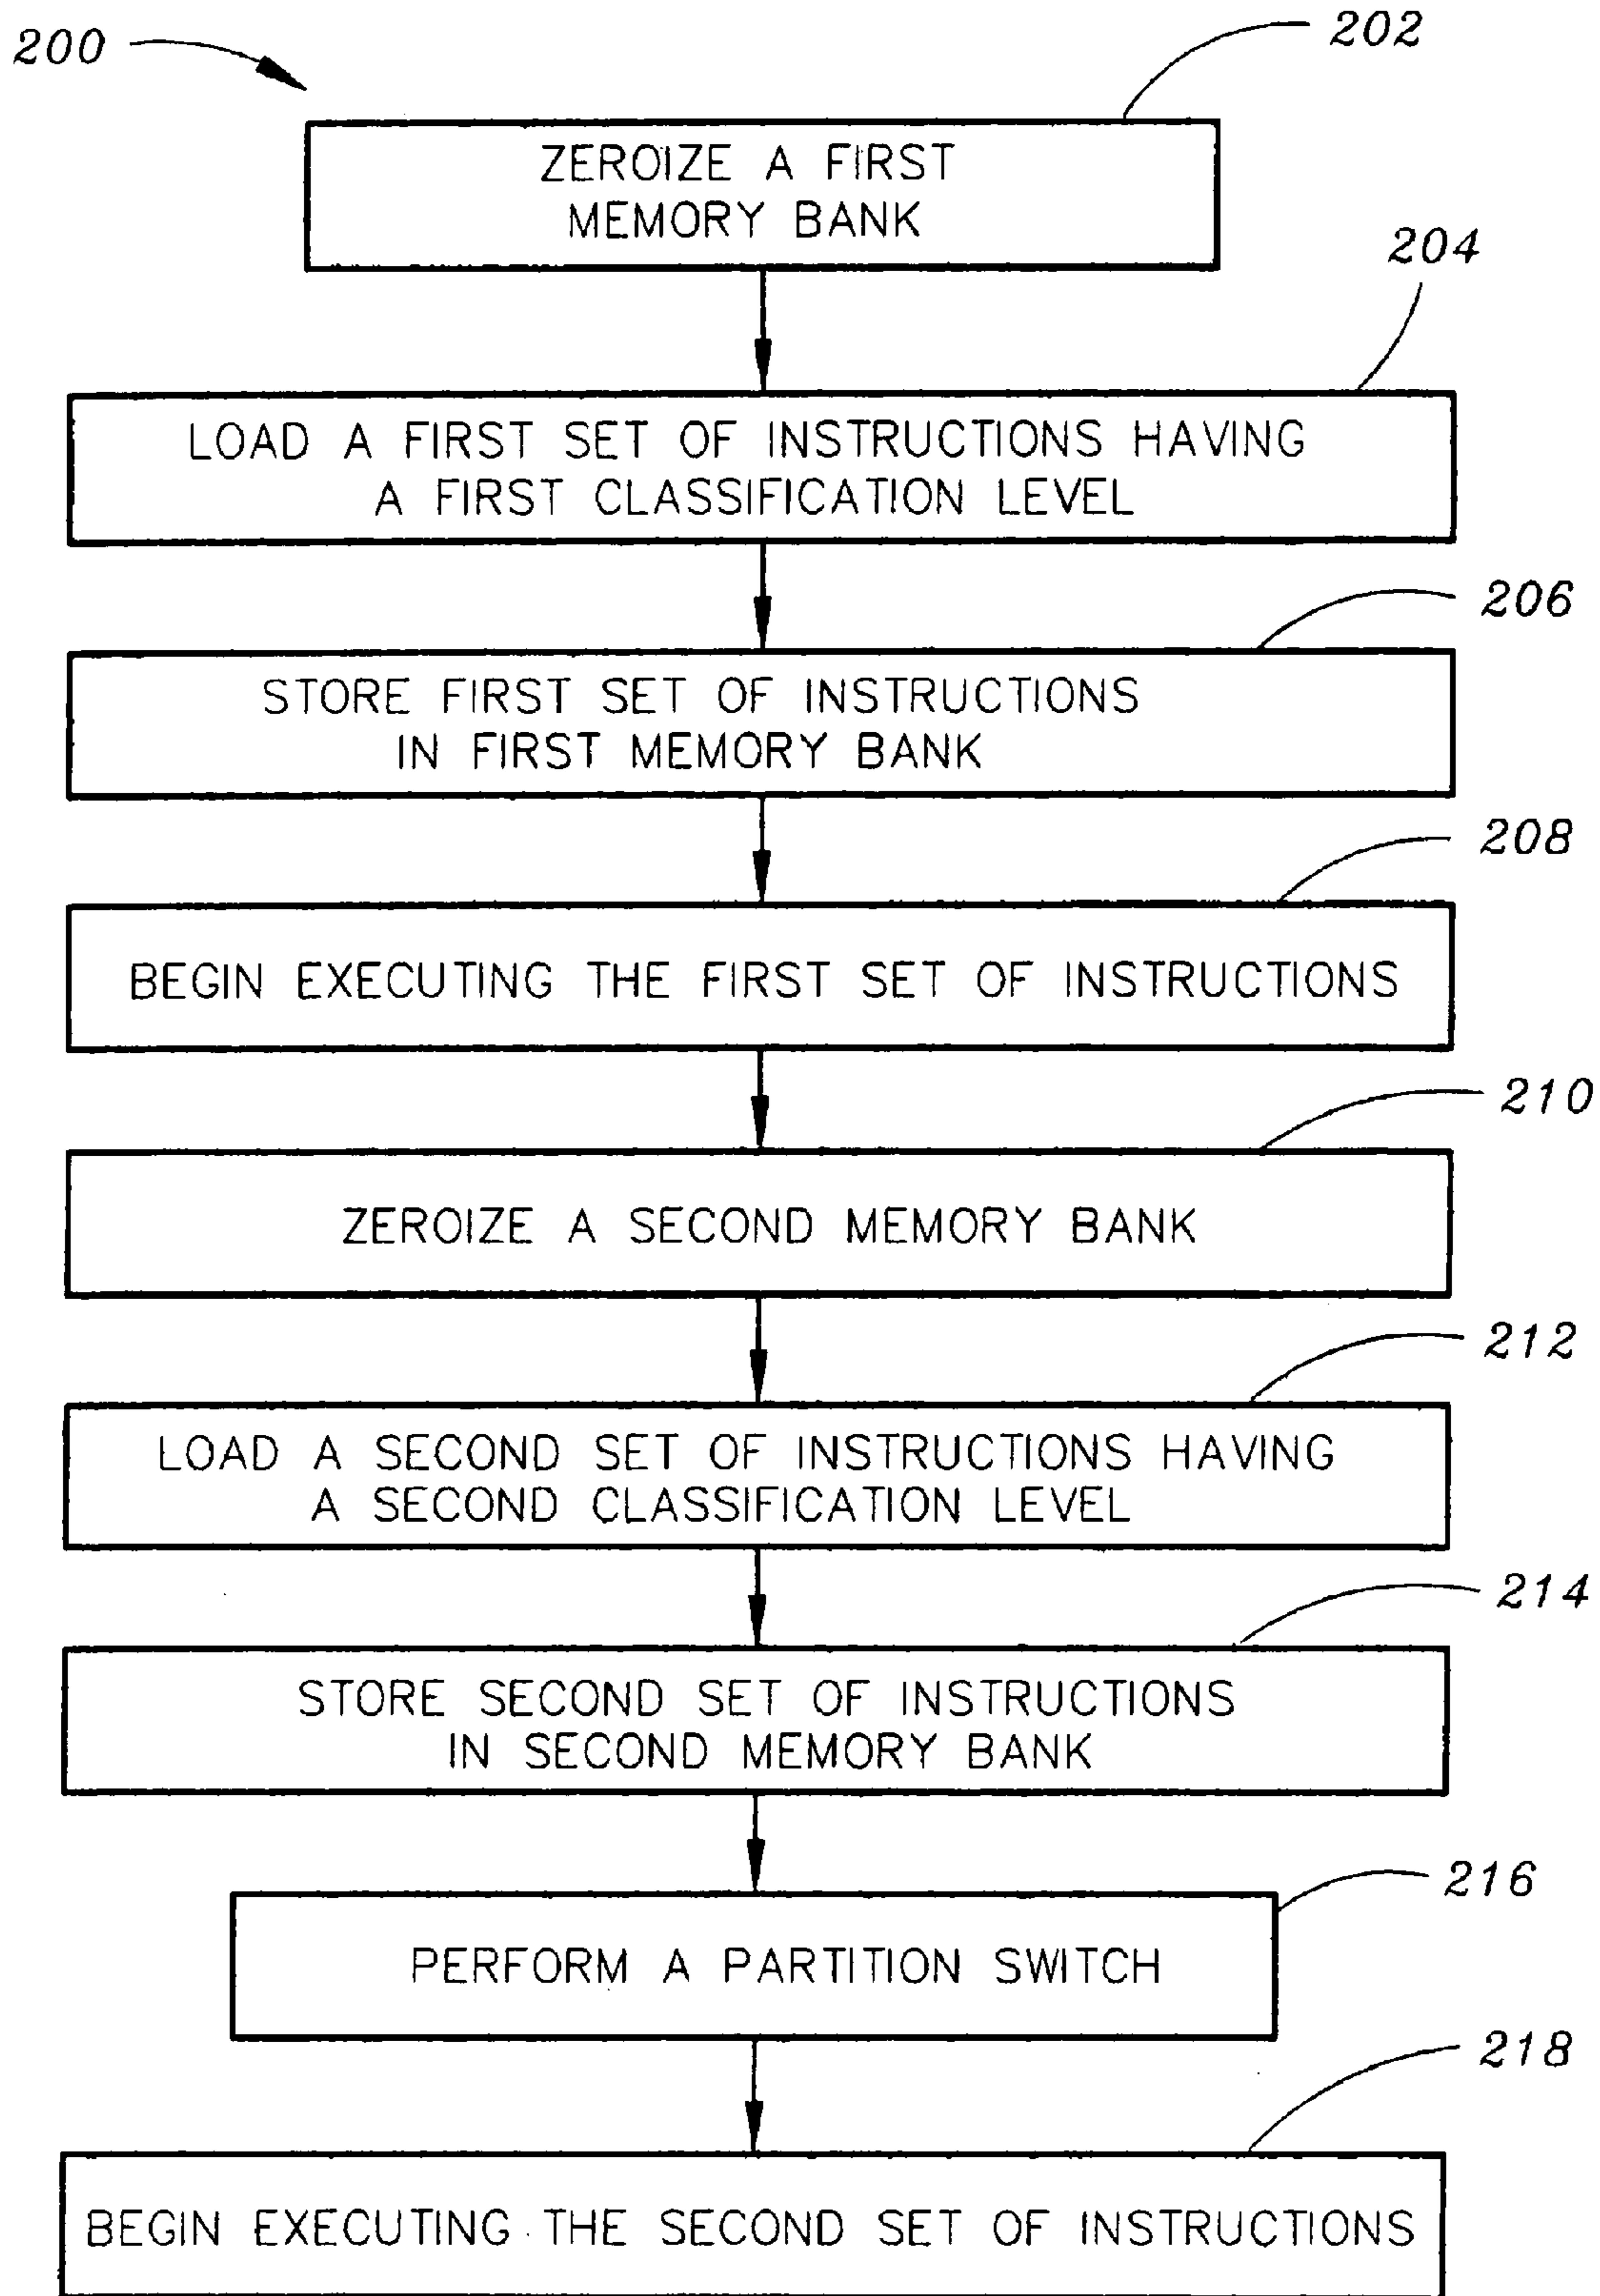 200
202
ZEROIZE A FIRST
MEMORY BANK
204
LOAD A FIRST SET OF INSTRUCTIONS HAVING
A FIRST CLASSIFICATION LEVEL
206
STORE FIRST SET OF INSTRUCTIONS
IN FIRST MEMORY BANK
208
BEGIN EXECUTING THE FIRST SET OF INSTRUCTIONS
210
ZEROIZE A SECOND MEMORY BANK
212
LOAD A SECOND SET OF INSTRUCTIONS HAVING
A SECOND CLASSIFICATION LEVEL
214
STORE SECOND SET OF INSTRUCTIONS
IN SECOND MEMORY BANK
216
PERFORM A PARTITION SWITCH
218
BEGIN EXECUTING THE SECOND SET OF INSTRUCTIONS